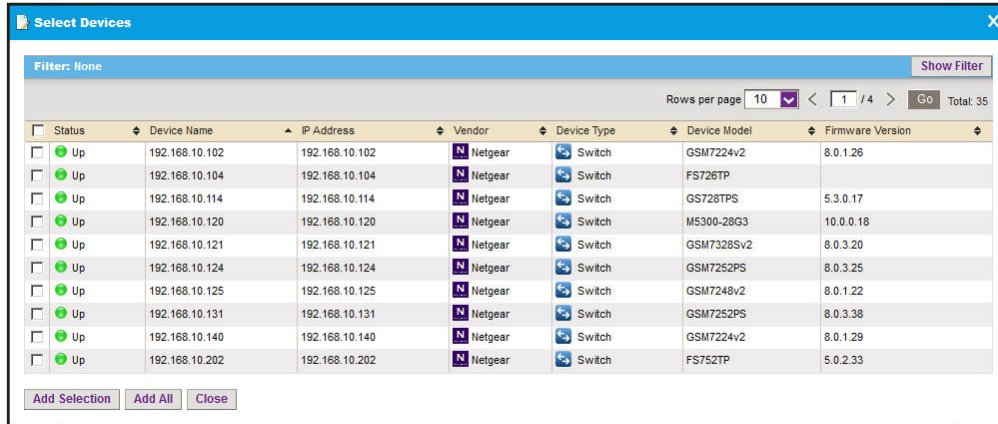 Select Devices X
Filter: None Show Filter
Rows per page 10 < 1 / 4 > Go Total: 35
Status Device Name IP Address Vendor Device Type Device Model Firmware Version
Up 192.168.10.102 192.168.10.102 N Netgear Switch GSM7224v2 8.0.1.26
Up 192.168.10.104 192.168.10.104 N Netgear Switch FS726TP
Up 192.168.10.114 192.168.10.114 N Netgear Switch GS728TPS 5.3.0.17
Up 192.168.10.120 192.168.10.120 N Netgear Switch M5300-28G3 10.0.0.18
Up 192.168.10.121 192.168.10.121 N Netgear Switch GSM7328Sv2 8.0.3.20
Up 192.168.10.124 192.168.10.124 N Netgear Switch GSM7252PS 8.0.3.25
Up 192.168.10.125 192.168.10.125 N Netgear Switch GSM7248v2 8.0.1.22
Up 192.168.10.131 192.168.10.131 N Netgear Switch GSM7252PS 8.0.3.38
Up 192.168.10.140 192.168.10.140 N Netgear Switch GSM7224v2 8.0.1.29
Up 192.168.10.202 192.168.10.202 N Netgear Switch FS752TP 5.0.2.33
Add Selection Add All Close